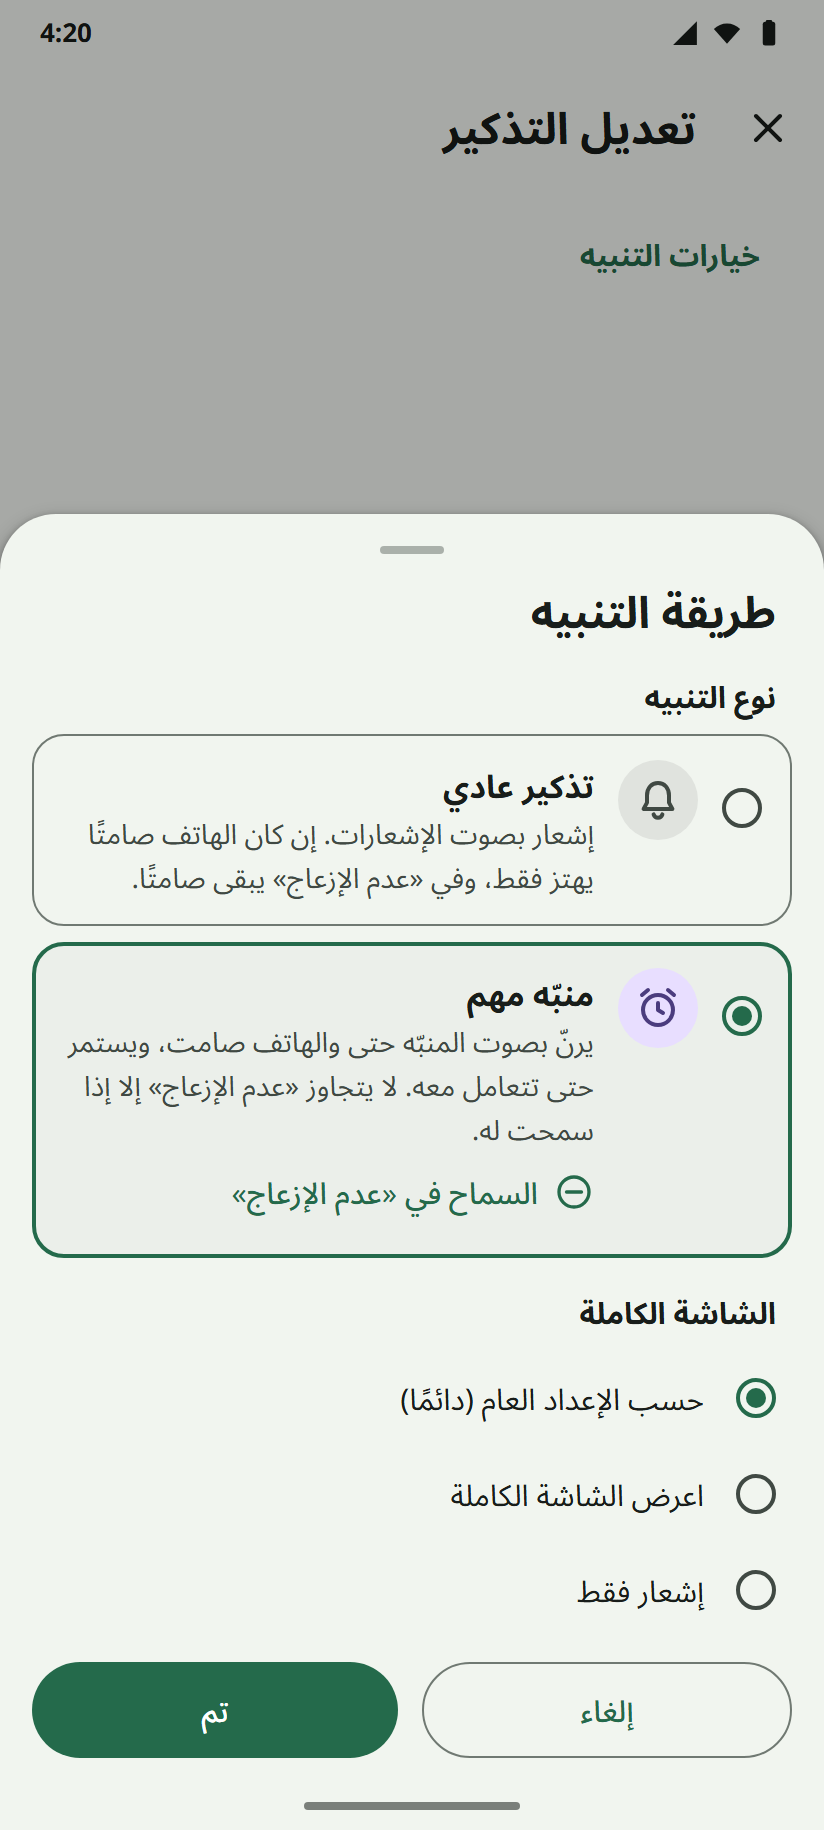 4:20
تعديل التذكير
خيارات التنبيه
طريقة التنبيه
نوع التنبيه
تذكير عادي
إشعار بصوت الإشعارات. إن كان الهاتف صامتًا
يهتز فقط، وفي «عدم الإزعاج» يبقى صامتًا.
منبّه مهم
يرنّ بصوت المنبّه حتى والهاتف صامت، ويستمر
حتى تتعامل معه. لا يتجاوز «عدم الإزعاج» إلا إذا
سمحت له.
السماح في «عدم الإزعاج»
الشاشة الكاملة
حسب الإعداد العام (دائمًا)
اعرض الشاشة الكاملة
إشعار فقط
إلغاء
تم